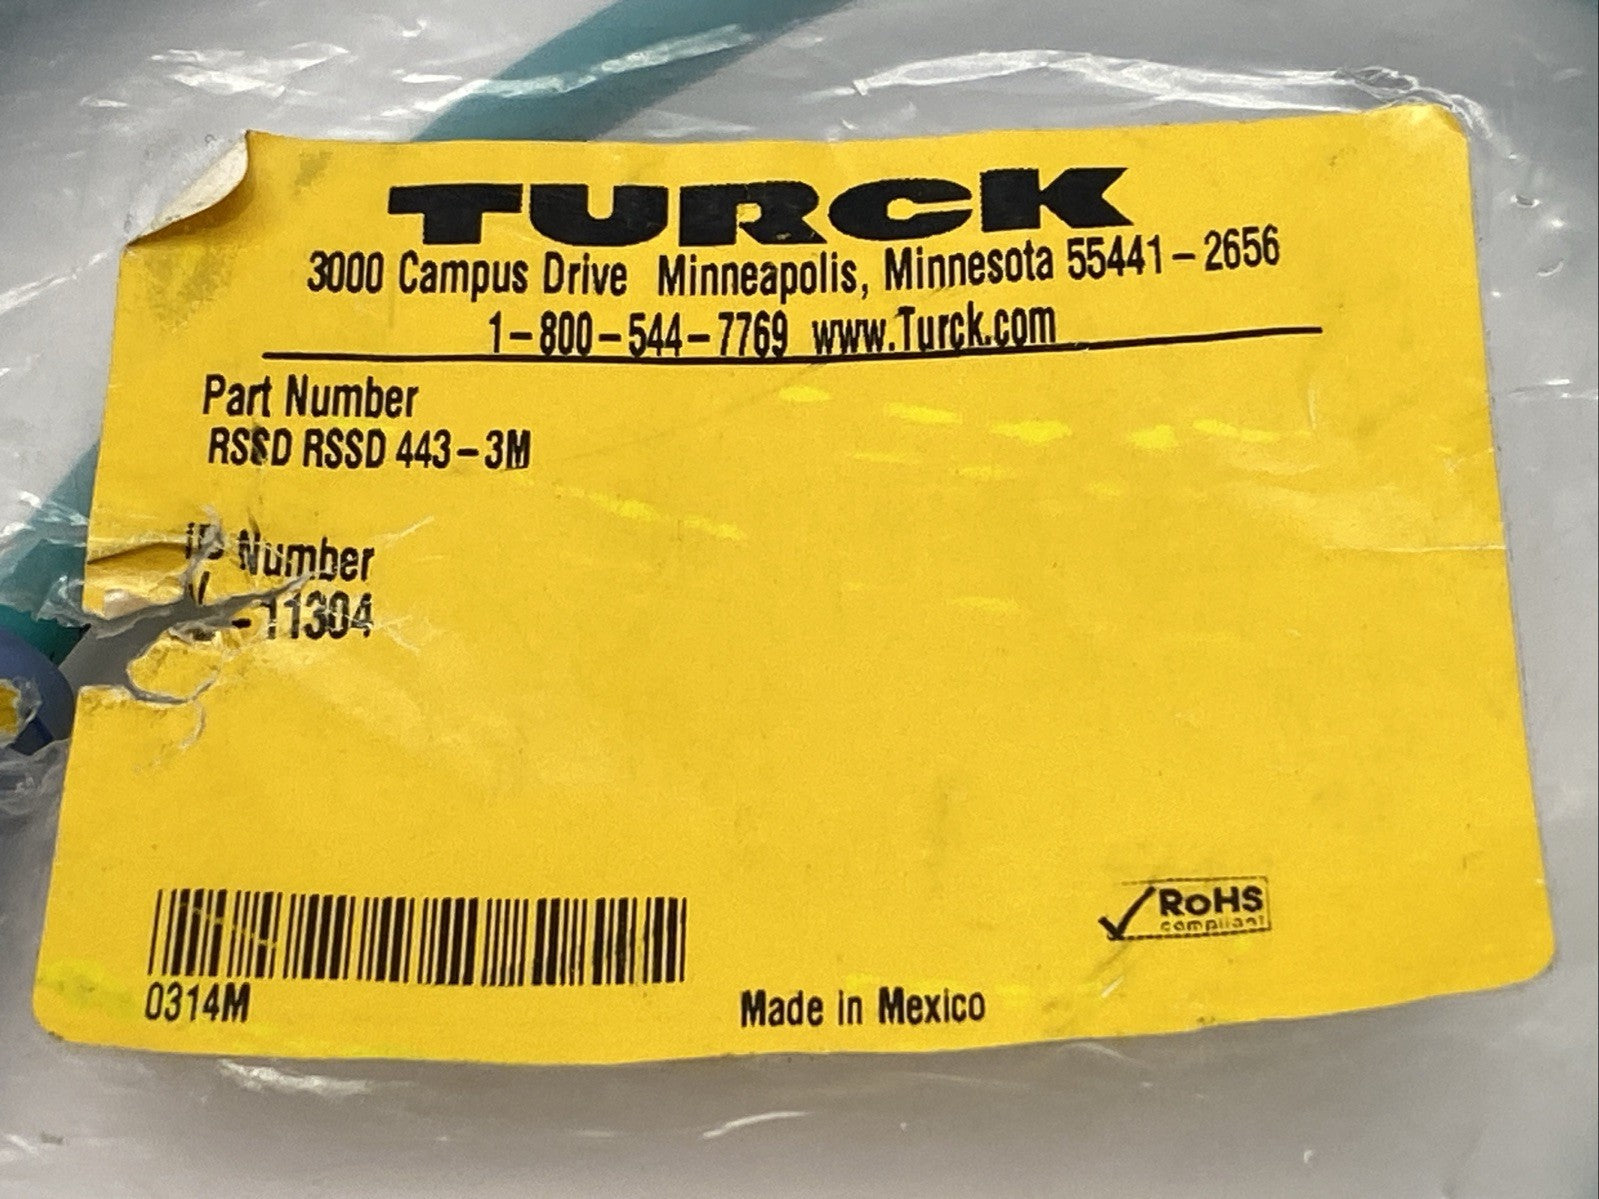 TURCK
3000 Campus Drive Minneapolis, Minnesota 55441-2656
1-800-544-7769 www.Turck.com
Part Number
RSSD RSSD 443-3M
ID Number
-11304
RoHS
compliant
0314M
Made in Mexico